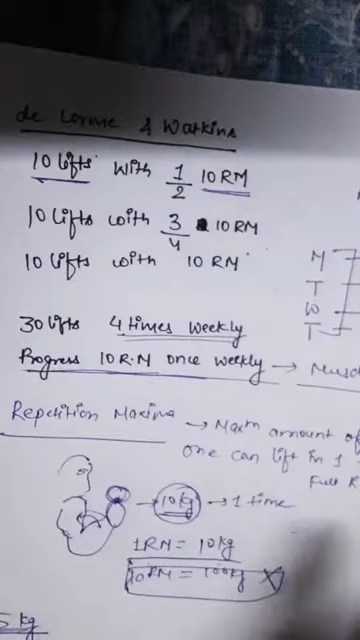 de Lorme & Watkins
10 lifts with 1/2 10 RM
10 lifts with 3/4 10 RM
10 lifts with 10 RM
M
T
W
T
30 lifts 4 times weekly
Progress 10 R.M once weekly → Musc
Repetition Maxima → Maxm amount of
one can lift in 1
Full R
→ 10kg → 1 time
1RM = 10kg
10RM = 100kg X
5 kg